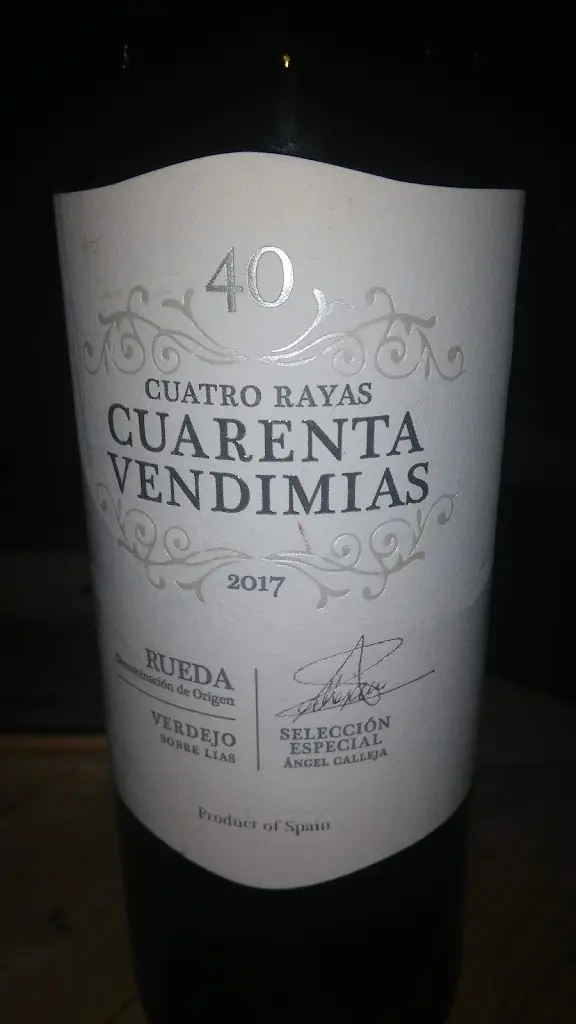 40
CUATRO RAYAS
CUARENTA
VENDIMIAS
2017
RUEDA
Denominación de Origen
VERDEJO
SOBRE LIAS
SELECCIÓN
ESPECIAL
ÁNGEL CALLEJA
Product of Spain